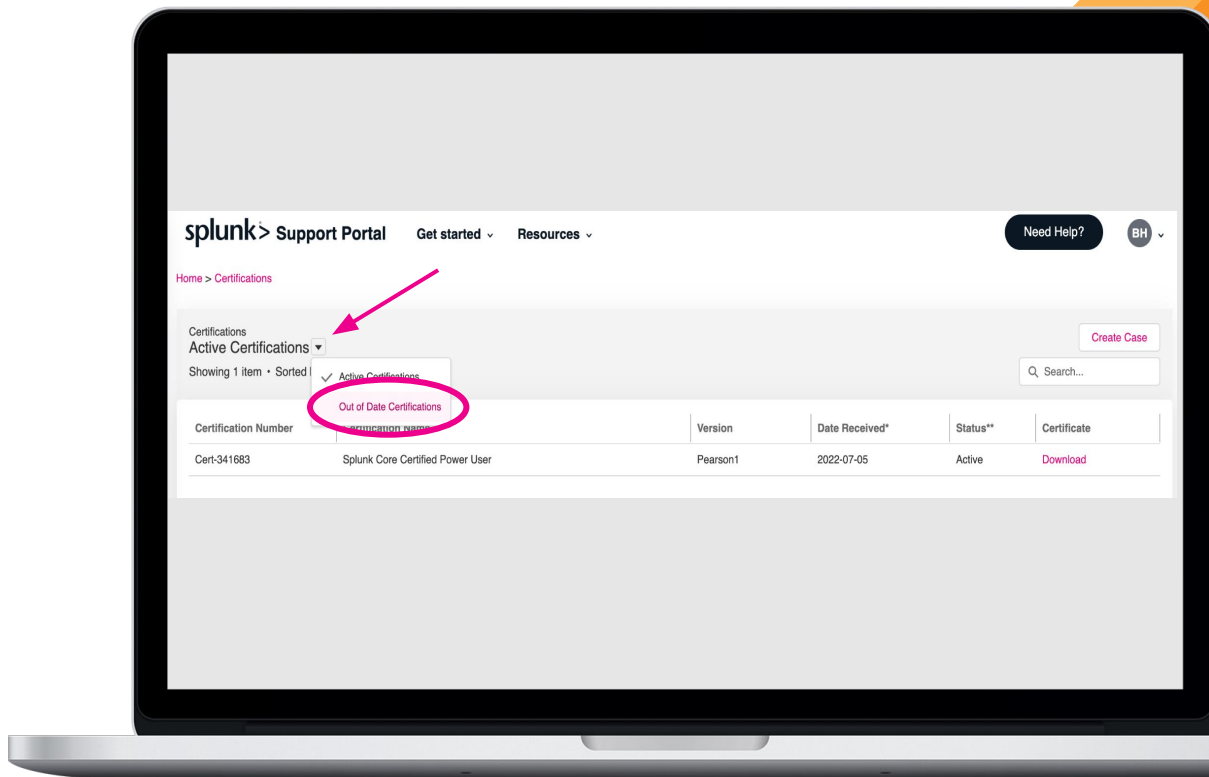 splunk> Support Portal Get started Resources Need Help? BH
Home > Certifications
Certifications
Active Certifications
Create Case
Showing 1 item • Sorted
Search...
Active Certifications
Out of Date Certifications
Certification Number Certification Name Version Date Received* Status** Certificate
Cert-341683 Splunk Core Certified Power User Pearson1 2022-07-05 Active Download